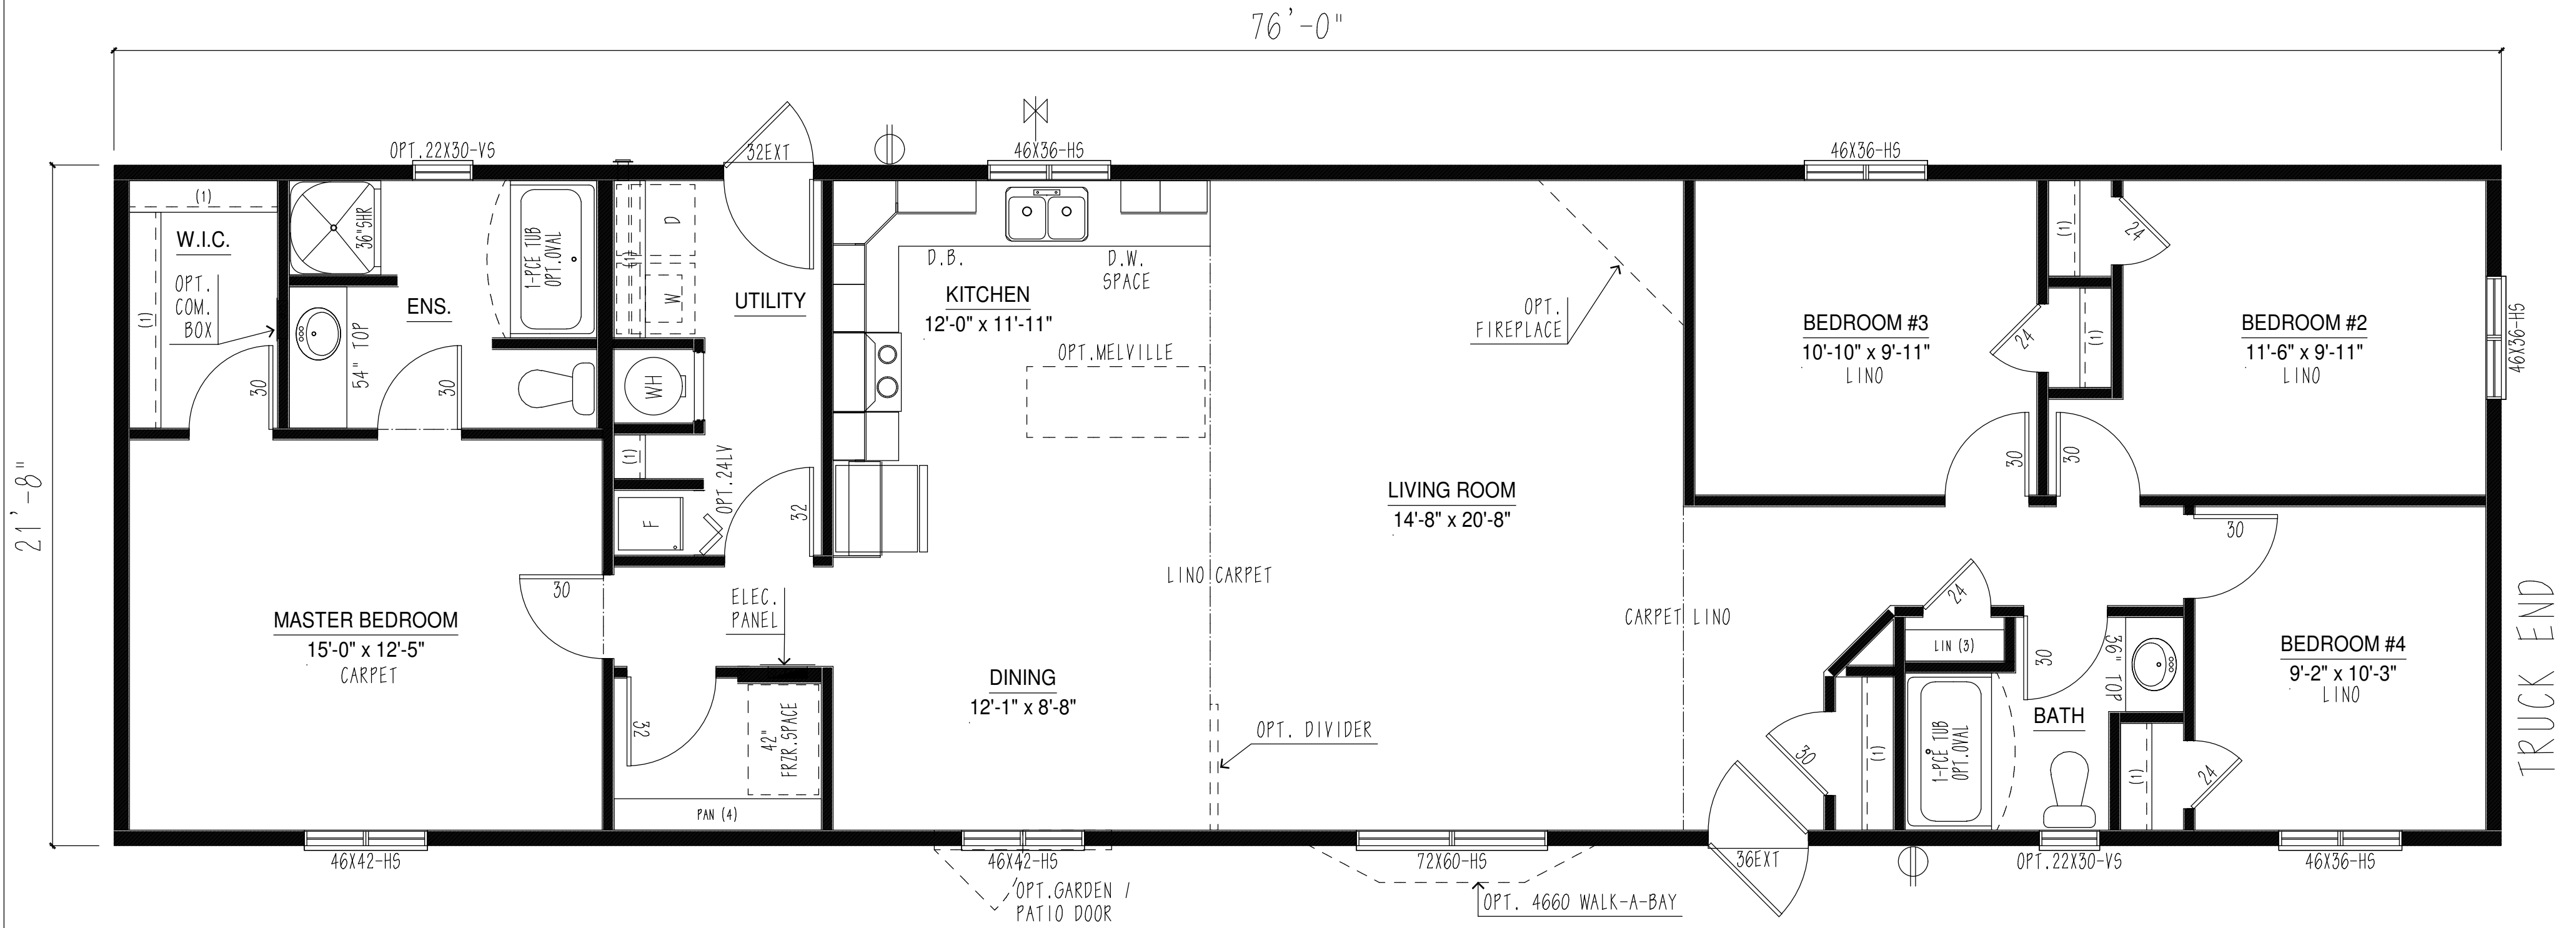 76'-0"
21'-8"
OPT.22X30-VS
32EXT
46X36-HS
46X36-HS
(1)
W.I.C.
OPT.
COM.
BOX
(1)
30
36"SHR
ENS.
54" TOP
30
1-PCE TUB
OPT.OVAL
D
W
(1)
UTILITY
WH
(1)
OPT.24LV
F
32
D.B.
D.W.
SPACE
KITCHEN
12'-0" x 11'-11"
OPT.MELVILLE
OPT.
FIREPLACE
LIVING ROOM
14'-8" x 20'-8"
BEDROOM #3
10'-10" x 9'-11"
LINO
(1)
24
24
(1)
BEDROOM #2
11'-6" x 9'-11"
LINO
46X36-HS
30
30
30
MASTER BEDROOM
15'-0" x 12'-5"
CARPET
30
ELEC.
PANEL
32
42"
FRZR.SPACE
PAN (4)
LINO CARPET
DINING
12'-1" x 8'-8"
OPT. DIVIDER
CARPET LINO
24
LIN (3)
30
36" TOP
BATH
1-PCE TUB
OPT.OVAL
(1)
30
(1)
24
BEDROOM #4
9'-2" x 10'-3"
LINO
TRUCK END
46X42-HS
46X42-HS
OPT.GARDEN /
PATIO DOOR
72X60-HS
OPT. 4660 WALK-A-BAY
36EXT
OPT.22X30-VS
46X36-HS